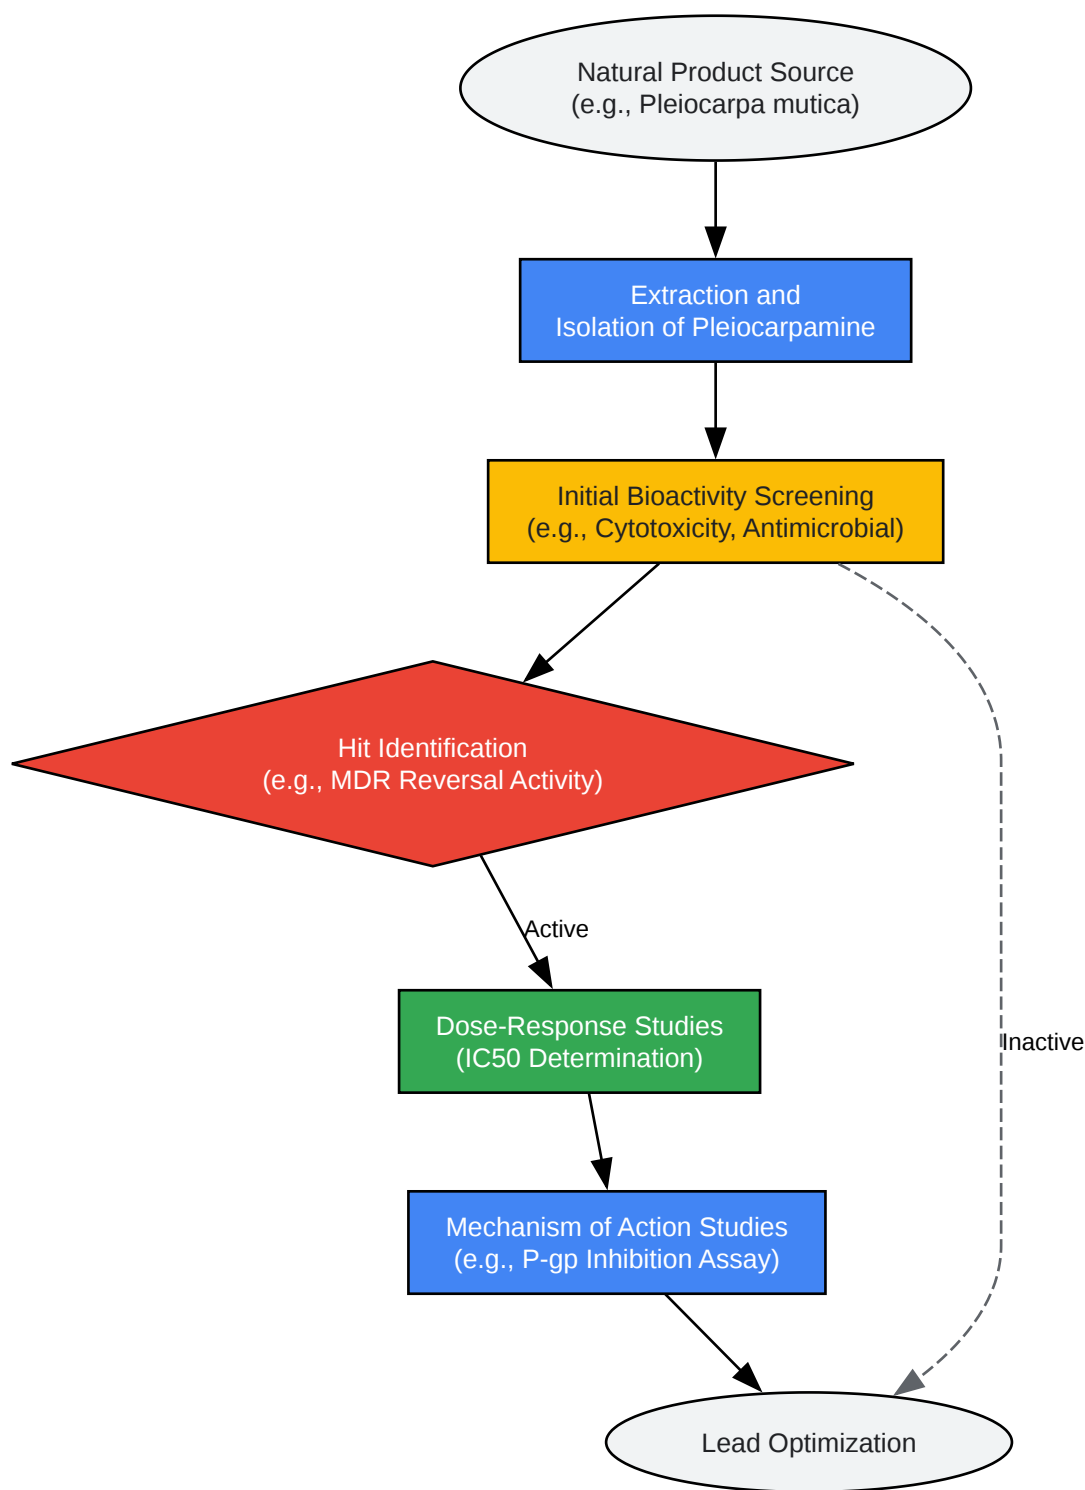 Natural Product Source
(e.g., Pleiocarpa mutica)
Extraction and
Isolation of Pleiocarpamine
Initial Bioactivity Screening
(e.g., Cytotoxicity, Antimicrobial)
Hit Identification
(e.g., MDR Reversal Activity)
Active
Dose-Response Studies
(IC50 Determination)
Inactive
Mechanism of Action Studies
(e.g., P-gp Inhibition Assay)
Lead Optimization